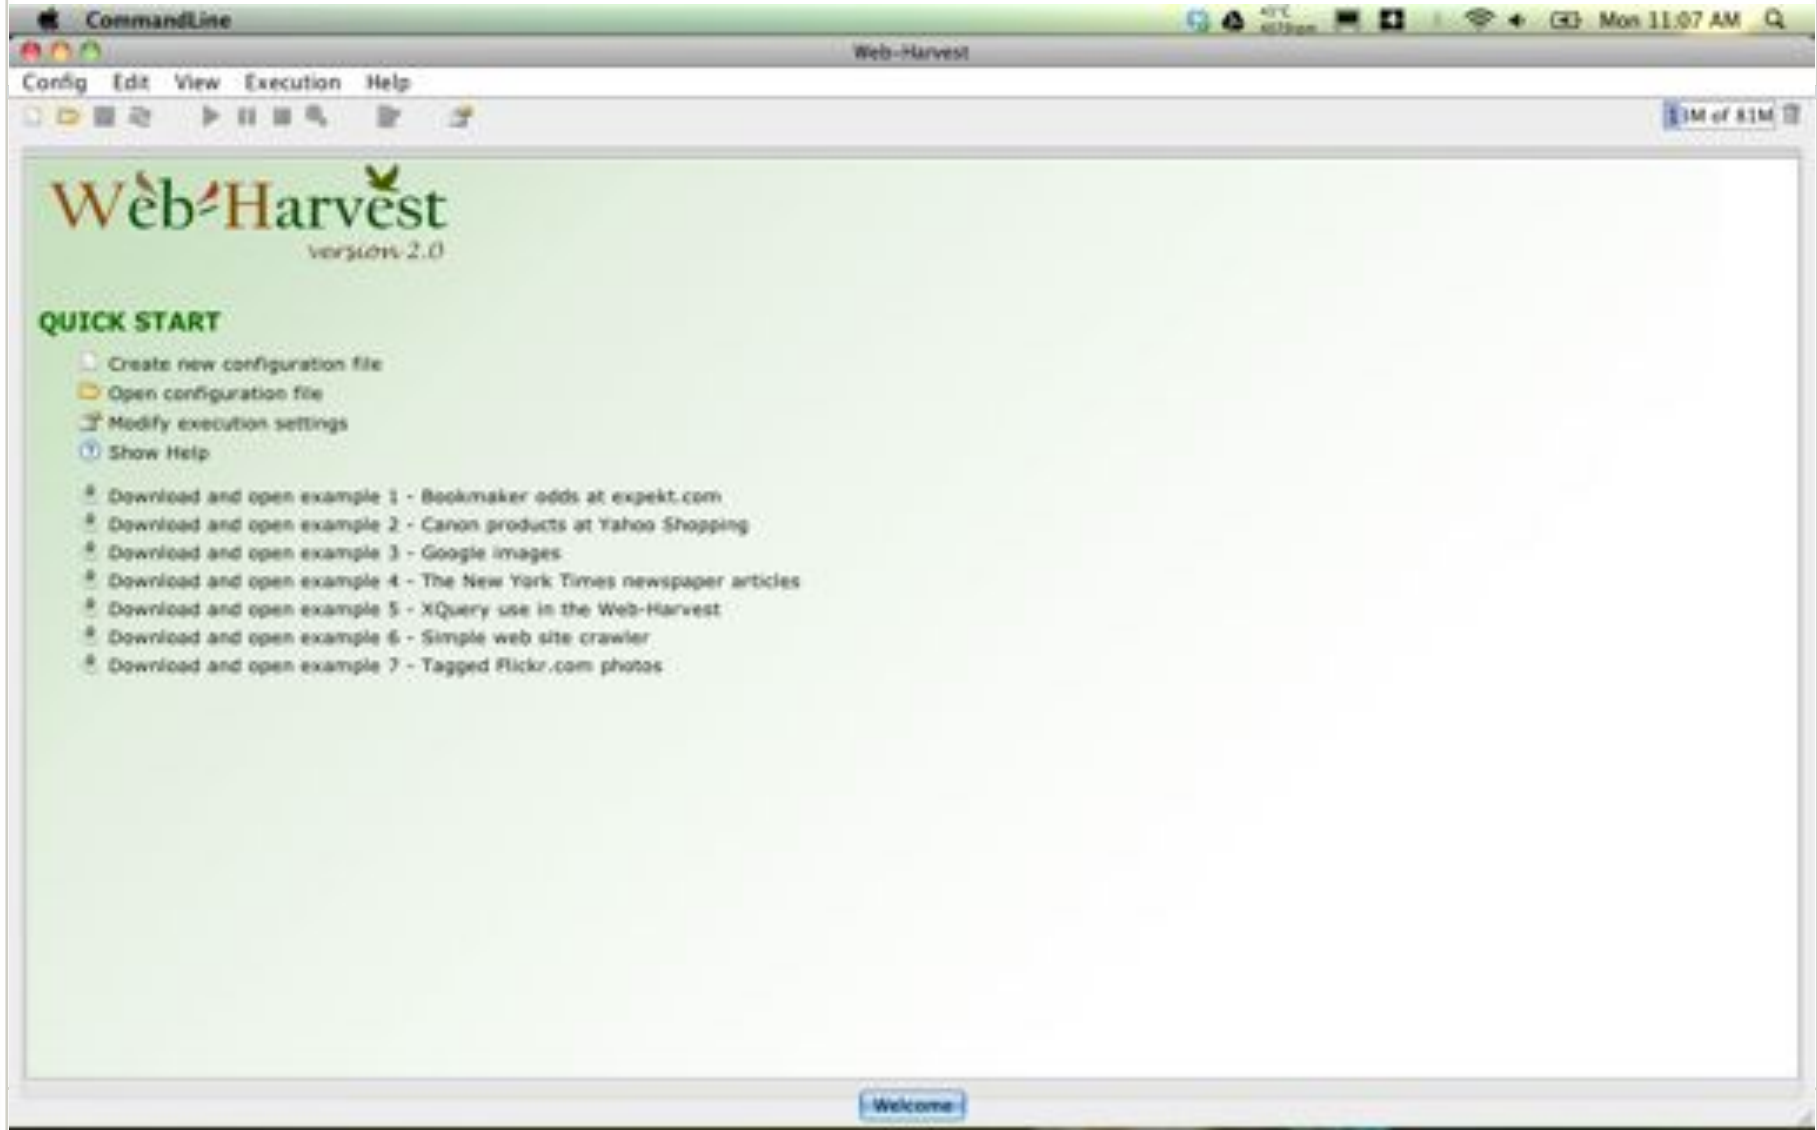 CommandLine
Mon 11:07 AM
Web-Harvest
Config Edit View Execution Help
M of 81M
Web-Harvest
version 2.0
QUICK START
Create new configuration file
Open configuration file
Modify execution settings
Show Help
Download and open example 1 - Bookmaker odds at expekt.com
Download and open example 2 - Canon products at Yahoo Shopping
Download and open example 3 - Google images
Download and open example 4 - The New York Times newspaper articles
Download and open example 5 - XQuery use in the Web-Harvest
Download and open example 6 - Simple web site crawler
Download and open example 7 - Tagged Flickr.com photos
Welcome